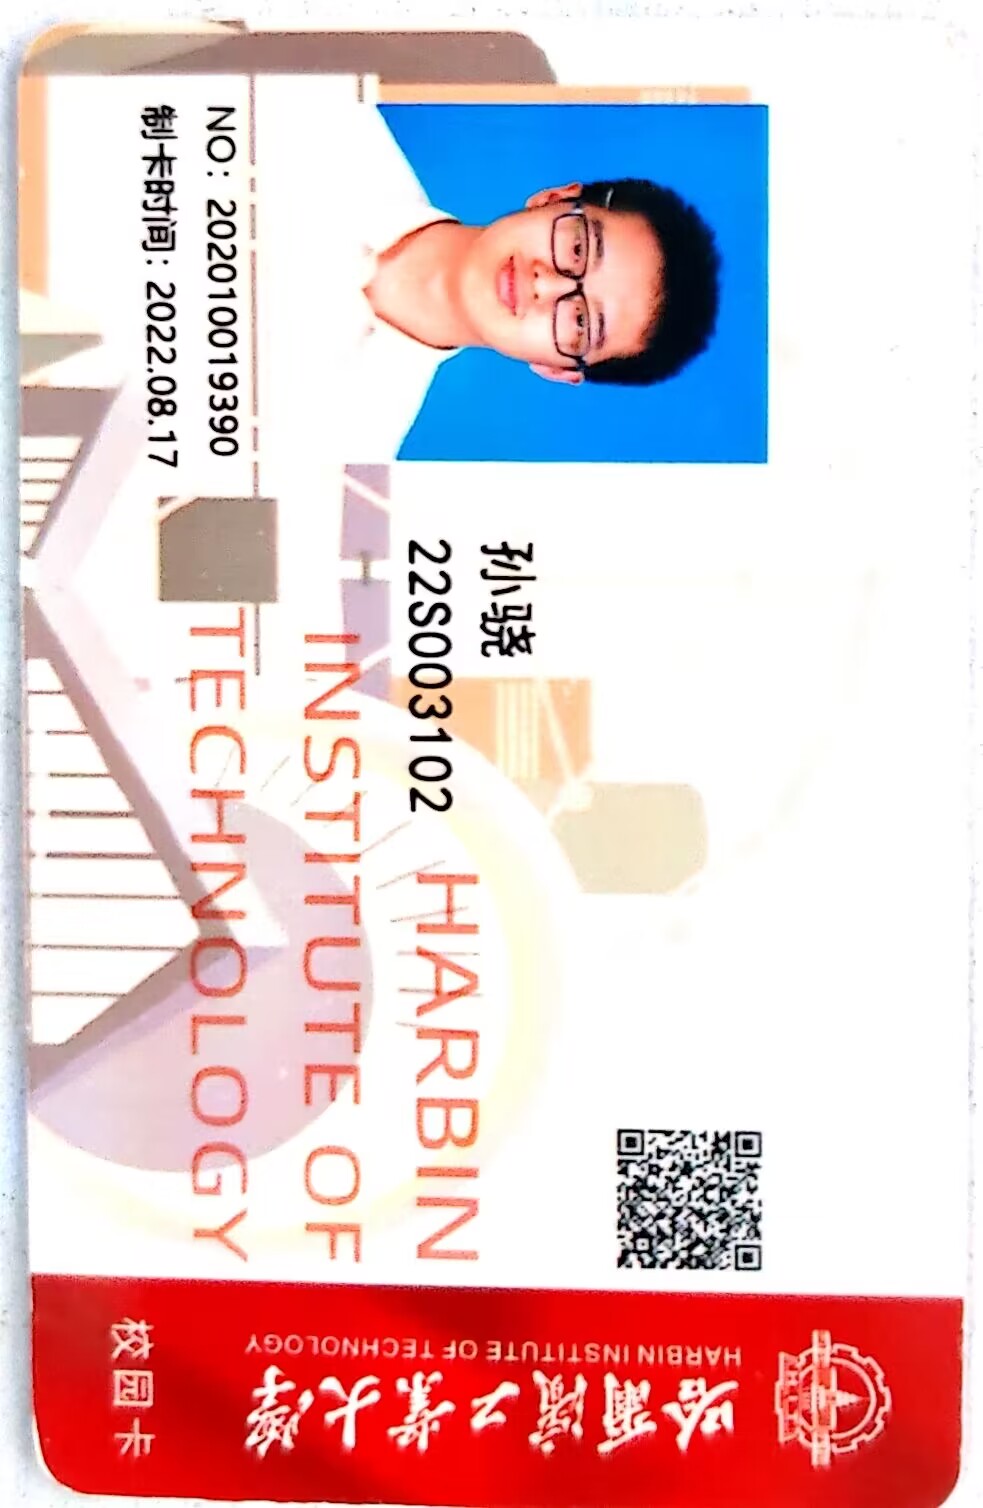 哈爾濱工業大學
HARBIN INSTITUTE OF TECHNOLOGY
校园卡
孙骁
22S003102
NO: 202010019390
制卡时间: 2022.08.17
HARBIN
INSTITUTE OF
TECHNOLOGY